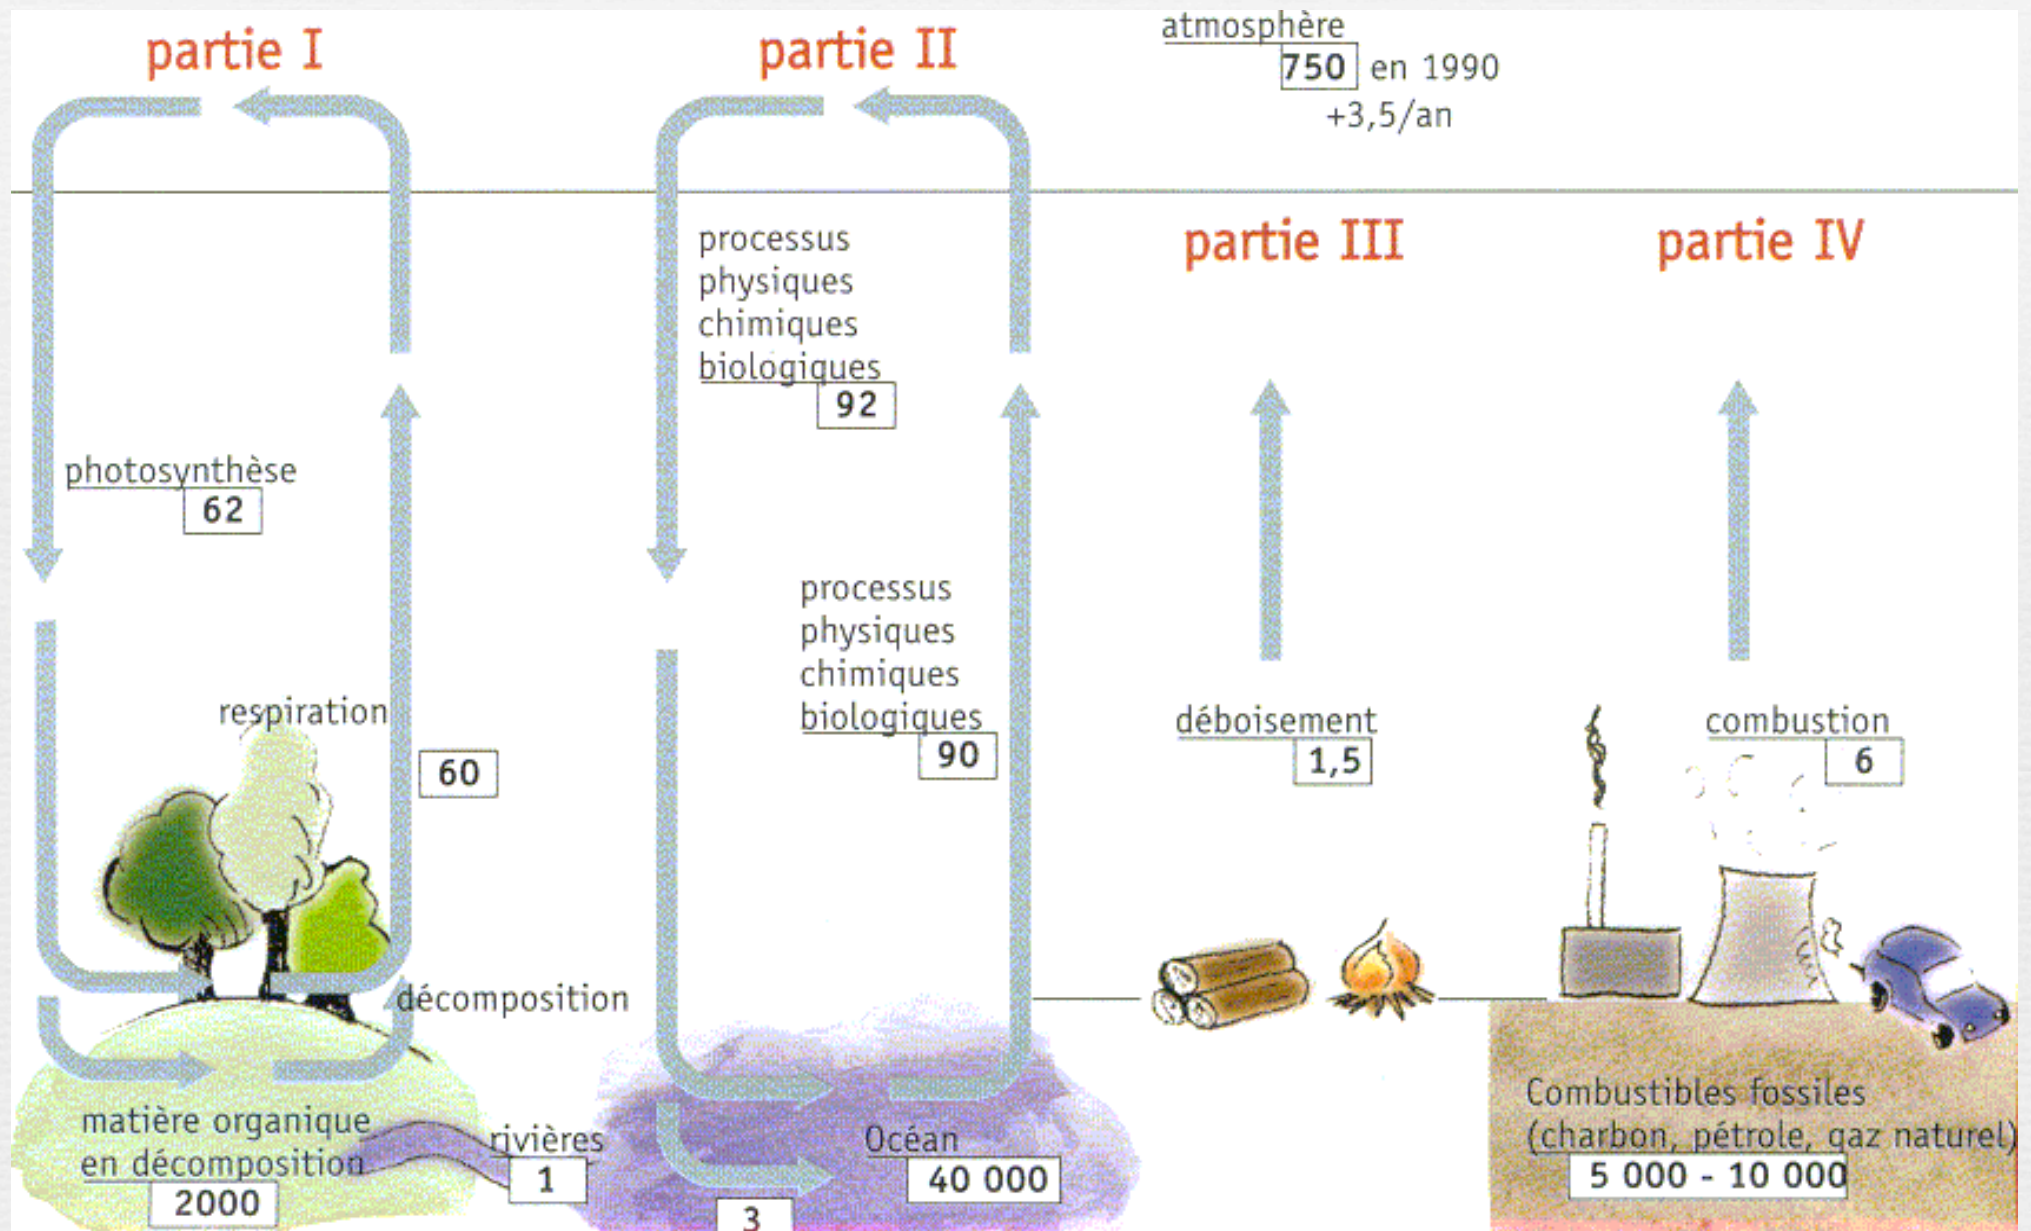 partie I
partie II
atmosphère
750 en 1990
+3,5/an
partie III
partie IV
processus
physiques
chimiques
biologiques
92
photosynthèse
62
processus
physiques
chimiques
biologiques
90
respiration
60
déboisement
1,5
combustion
6
décomposition
matière organique
en décomposition
2000
rivières
1
Océan
40 000
3
Combustibles fossiles
(charbon, pétrole, gaz naturel)
5 000 - 10 000